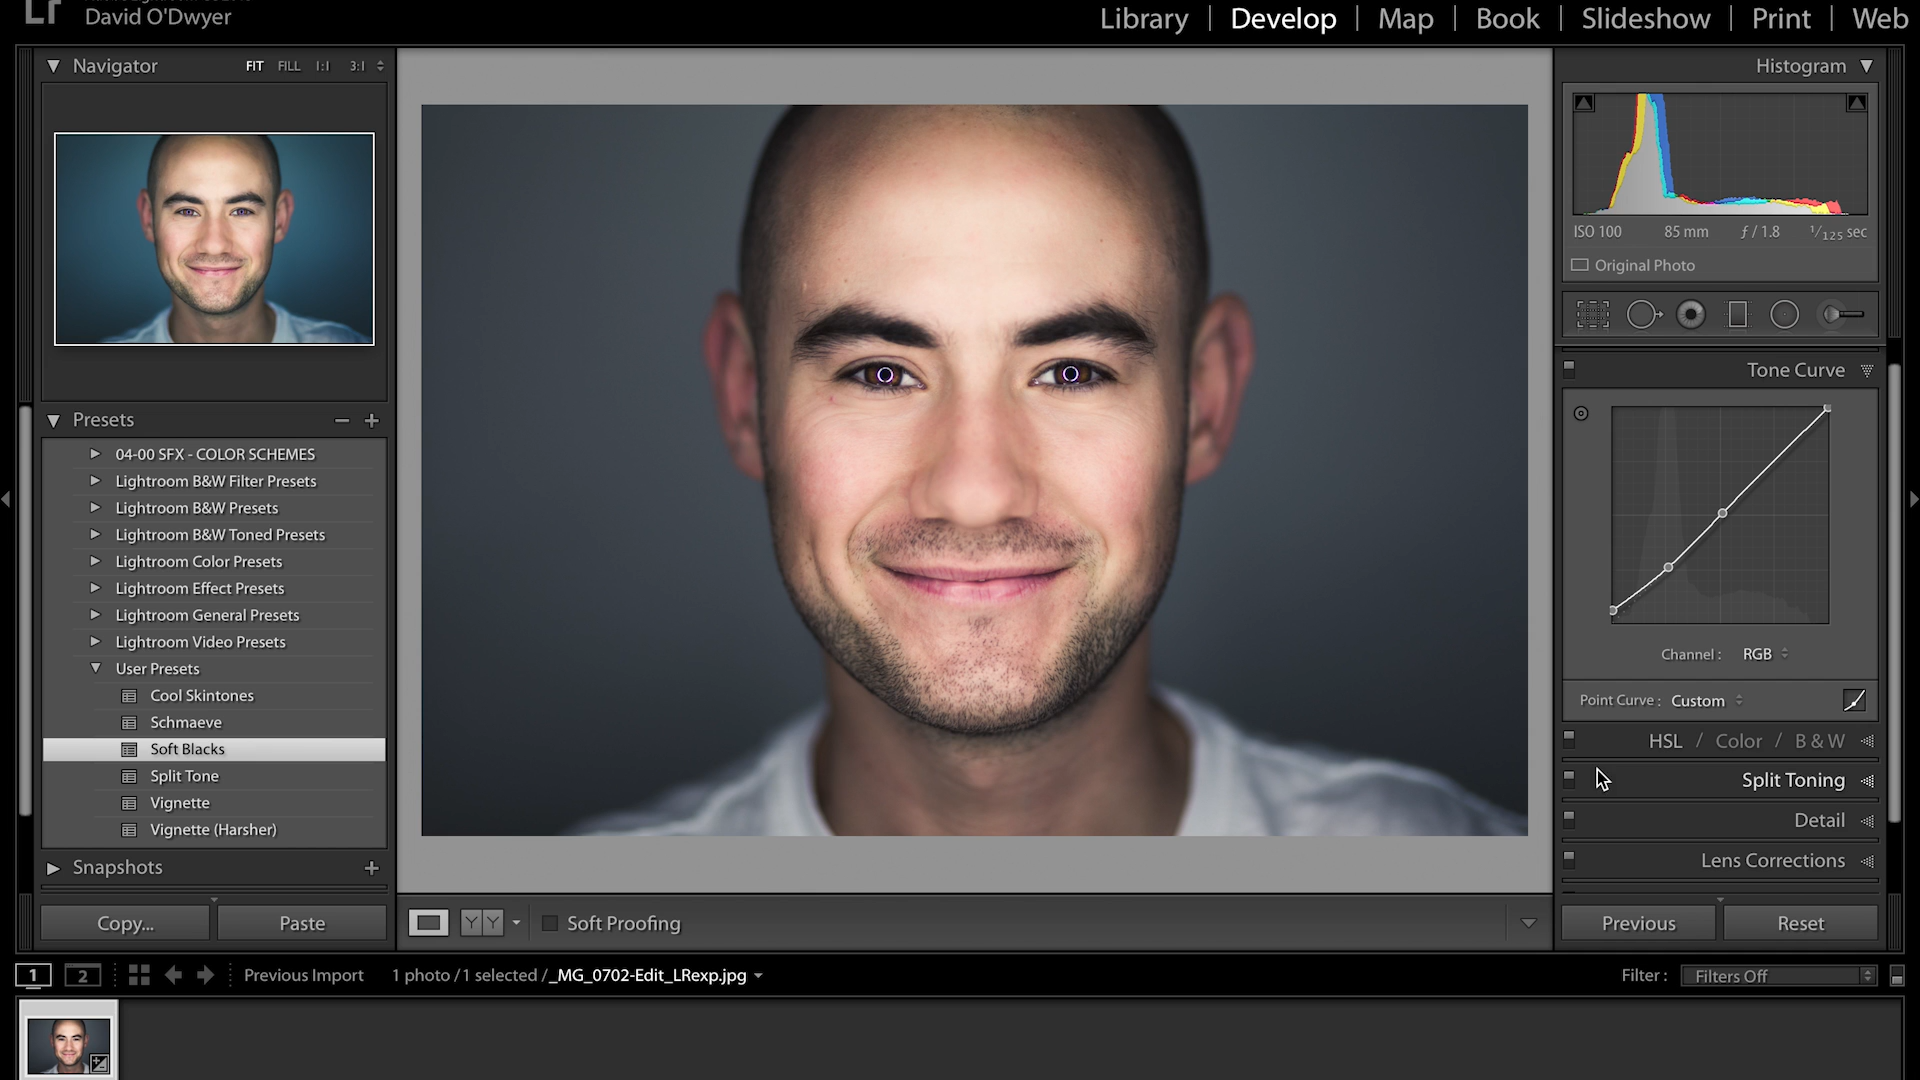 Lr
David O'Dwyer
Library | Develop | Map | Book | Slideshow | Print | Web
Navigator FIT FILL 1:1 3:1
Presets
04-00 SFX - COLOR SCHEMES
Lightroom B&W Filter Presets
Lightroom B&W Presets
Lightroom B&W Toned Presets
Lightroom Color Presets
Lightroom Effect Presets
Lightroom General Presets
Lightroom Video Presets
User Presets
Cool Skintones
Schmaeve
Soft Blacks
Split Tone
Vignette
Vignette (Harsher)
Snapshots
Copy... Paste
Soft Proofing
Histogram
ISO 100 85 mm ƒ / 1.8 1/125 sec
Original Photo
Tone Curve
Channel : RGB
Point Curve : Custom
HSL / Color / B & W
Split Toning
Detail
Lens Corrections
Previous Reset
1 2 Previous Import 1 photo / 1 selected / _MG_0702-Edit_LRexp.jpg Filter : Filters Off